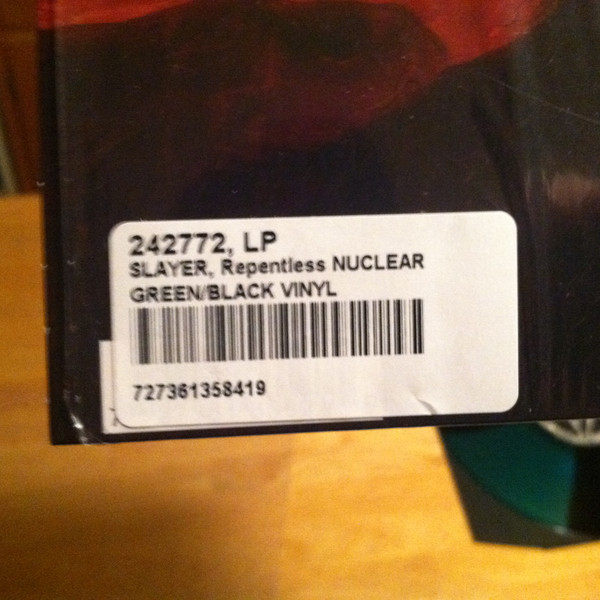 242772, LP
SLAYER, Repentless NUCLEAR
GREEN/BLACK VINYL
727361358419